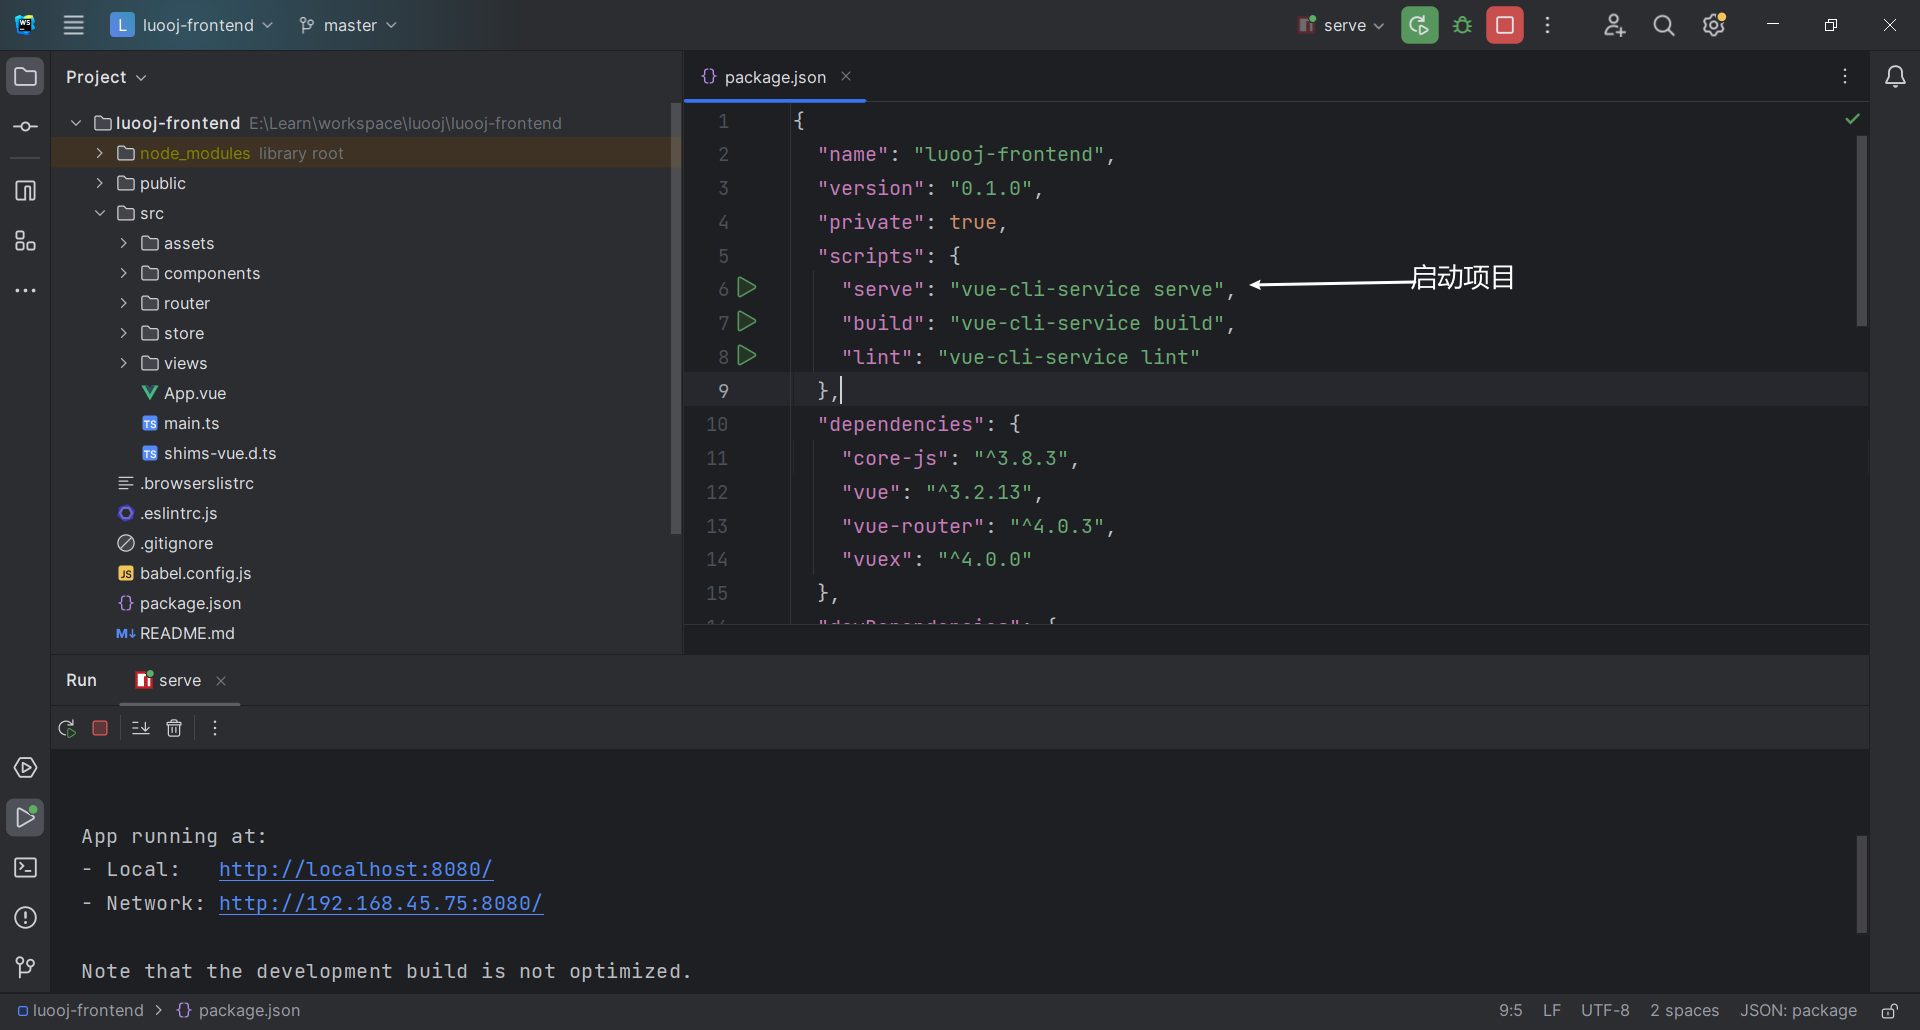 WS
L luooj-frontend
master
serve
Project
package.json
luooj-frontend E:\Learn\workspace\luooj\luooj-frontend
node_modules library root
public
src
assets
components
router
store
views
App.vue
TS main.ts
TS shims-vue.d.ts
.browserslistrc
.eslintrc.js
.gitignore
JS babel.config.js
{} package.json
M↓ README.md
1 {
2 "name": "luooj-frontend",
3 "version": "0.1.0",
4 "private": true,
5 "scripts": {
6 "serve": "vue-cli-service serve",
启动项目
7 "build": "vue-cli-service build",
8 "lint": "vue-cli-service lint"
9 },
10 "dependencies": {
11 "core-js": "^3.8.3",
12 "vue": "^3.2.13",
13 "vue-router": "^4.0.3",
14 "vuex": "^4.0.0"
15 },
16 "devDependencies": {
Run
serve
App running at:
- Local: http://localhost:8080/
- Network: http://192.168.45.75:8080/
Note that the development build is not optimized.
luooj-frontend > {} package.json
9:5 LF UTF-8 2 spaces JSON: package